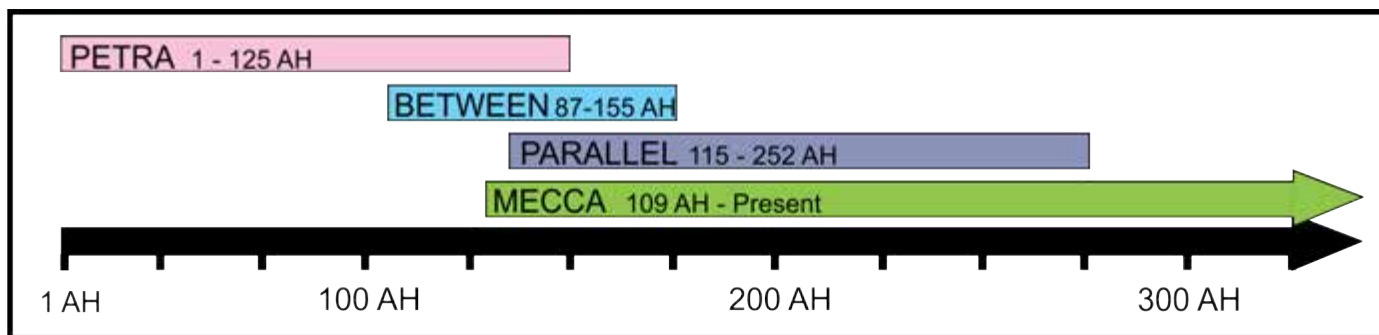 PETRA 1 - 125 AH
BETWEEN 87-155 AH
PARALLEL 115 - 252 AH
MECCA 109 AH - Present
1 AH 100 AH 200 AH 300 AH